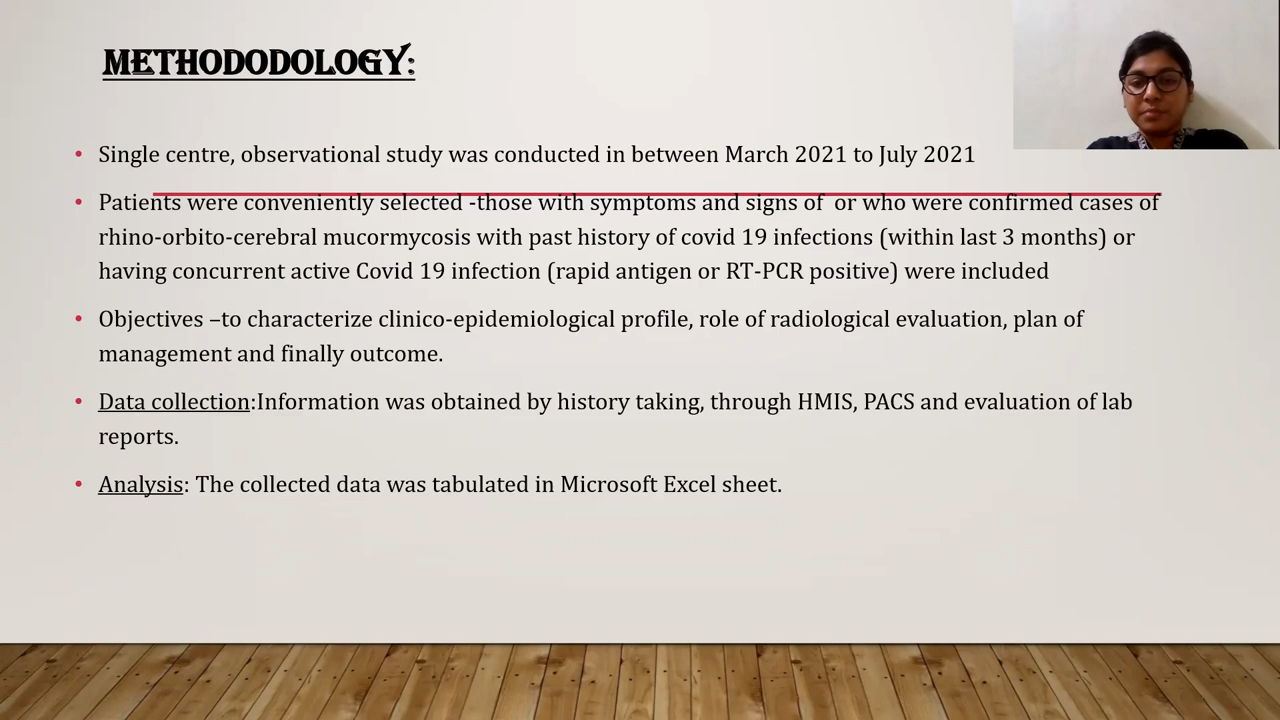 METHODODOLOGY:
• Single centre, observational study was conducted in between March 2021 to July 2021
• Patients were conveniently selected -those with symptoms and signs of  or who were confirmed cases of
rhino-orbito-cerebral mucormycosis with past history of covid 19 infections (within last 3 months) or
having concurrent active Covid 19 infection (rapid antigen or RT-PCR positive) were included
• Objectives –to characterize clinico-epidemiological profile, role of radiological evaluation, plan of
management and finally outcome.
• Data collection:Information was obtained by history taking, through HMIS, PACS and evaluation of lab
reports.
• Analysis: The collected data was tabulated in Microsoft Excel sheet.